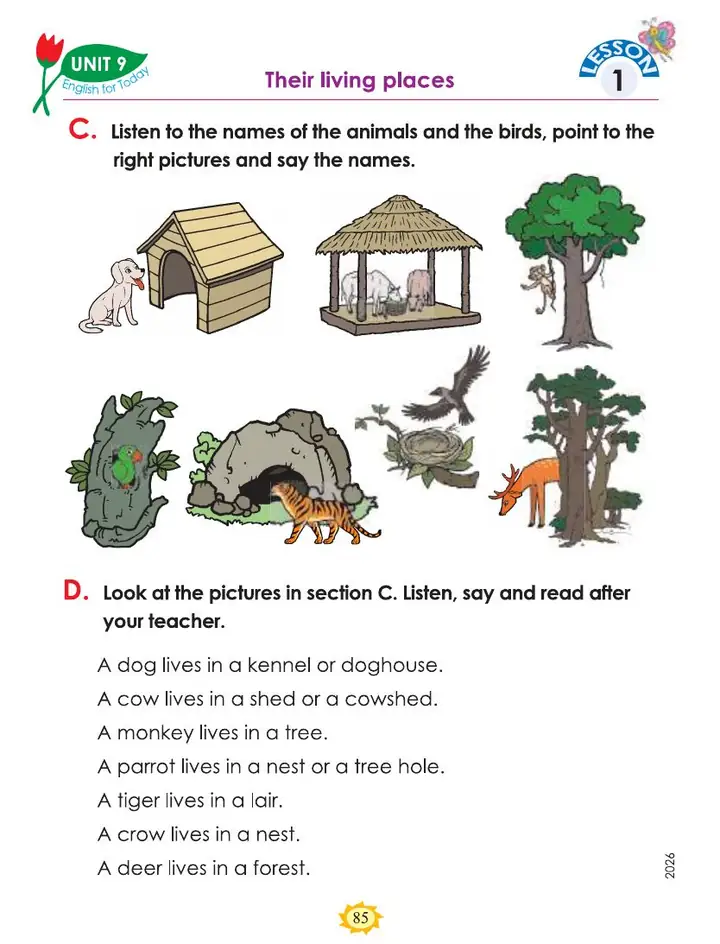 UNIT 9
English for Today
Their living places
LESSON
1
C. Listen to the names of the animals and the birds, point to the
right pictures and say the names.
D. Look at the pictures in section C. Listen, say and read after
your teacher.
A dog lives in a kennel or doghouse.
A cow lives in a shed or a cowshed.
A monkey lives in a tree.
A parrot lives in a nest or a tree hole.
A tiger lives in a lair.
A crow lives in a nest.
A deer lives in a forest.
2026
85